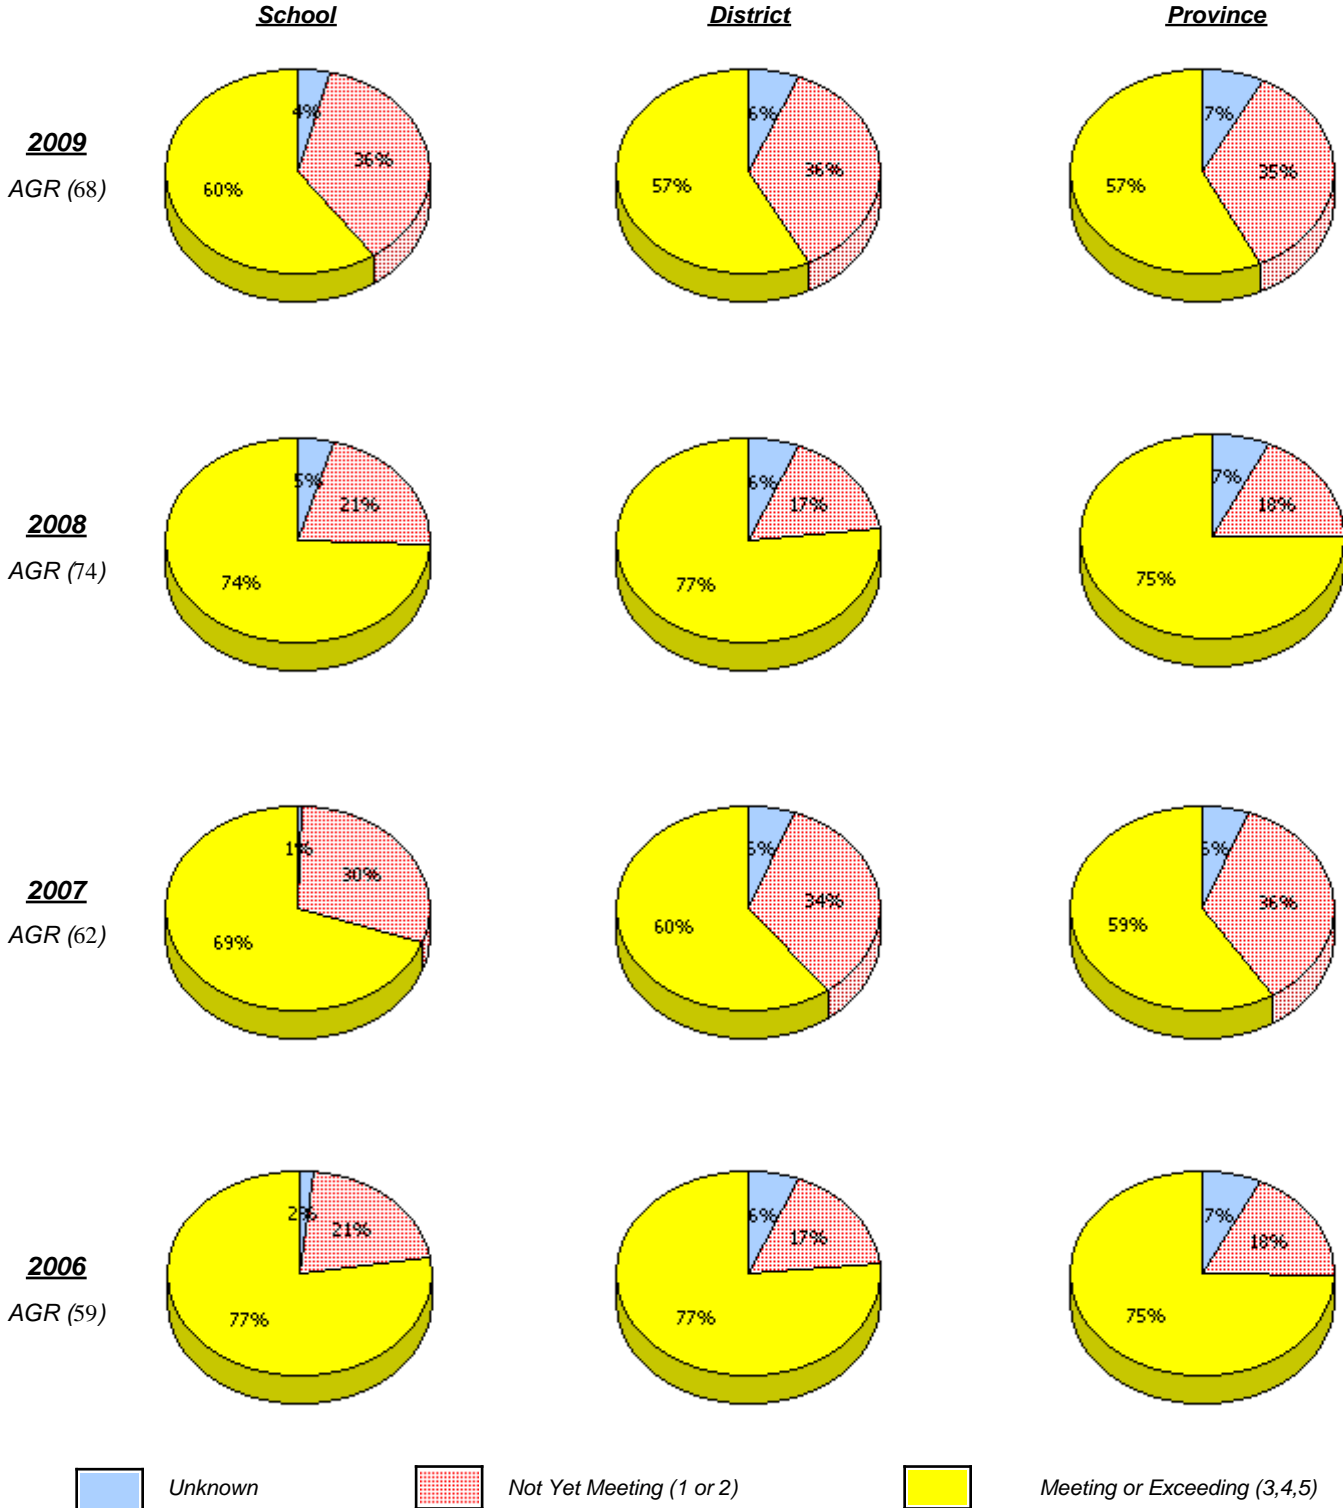 School District Province
2009
AGR (68)
4% 36% 60%
6% 36% 57%
7% 35% 57%
2008
AGR (74)
5% 21% 74%
6% 17% 77%
7% 18% 75%
2007
AGR (62)
1% 30% 69%
34% 60%
36% 59%
2006
AGR (59)
2% 21% 77%
6% 17% 77%
7% 18% 75%
Unknown Not Yet Meeting (1 or 2) Meeting or Exceeding (3,4,5)